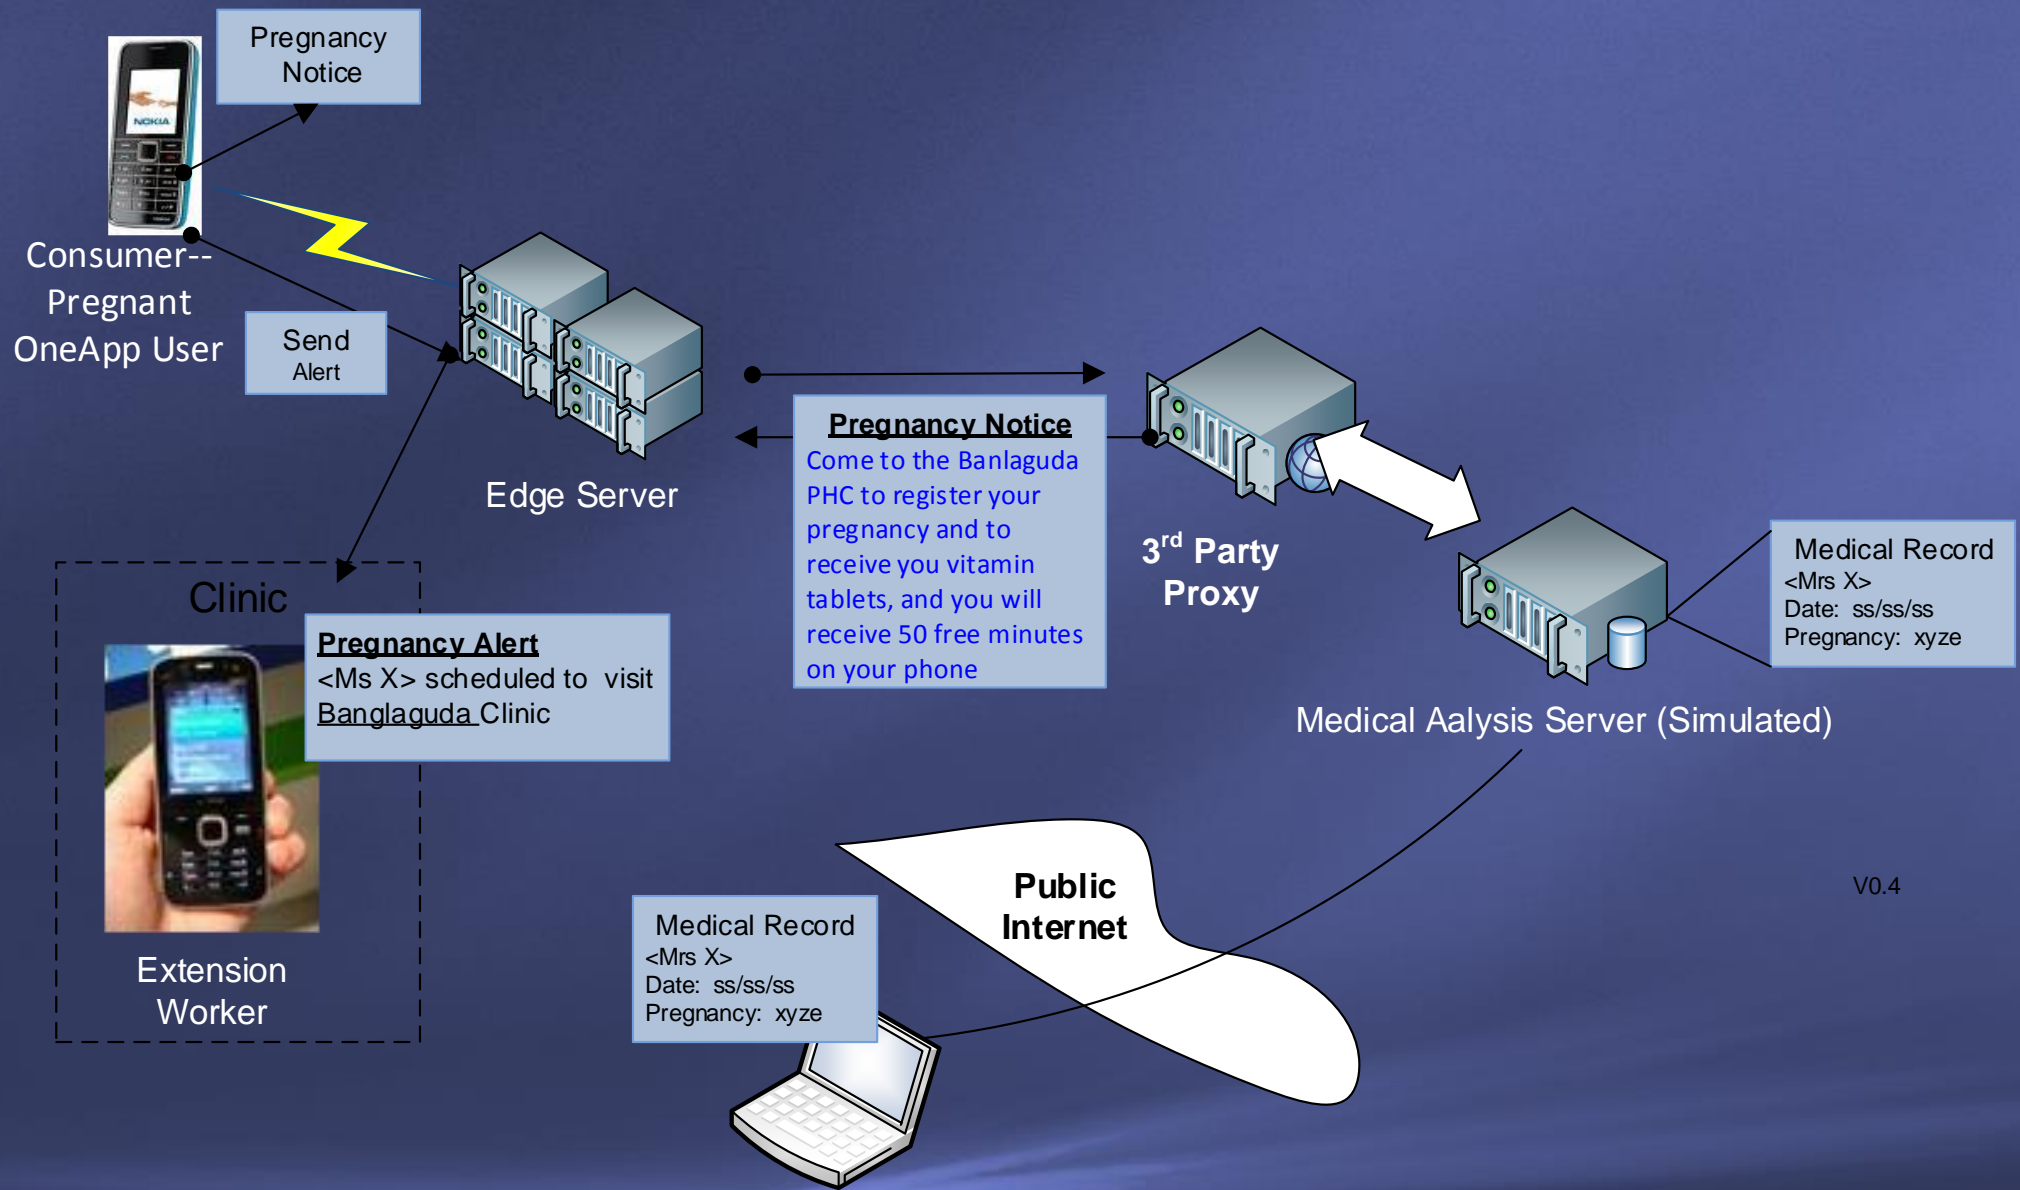 Pregnancy
Notice
NOKIA
Consumer--
Pregnant
OneApp User
Send
Alert
Edge Server
Pregnancy Notice
Come to the Banlaguda
PHC to register your
pregnancy and to
receive you vitamin
tablets, and you will
receive 50 free minutes
on your phone
3rd Party
Proxy
Medical Record
<Mrs X>
Date: ss/ss/ss
Pregnancy: xyze
Medical Aalysis Server (Simulated)
Clinic
Pregnancy Alert
<Ms X> scheduled to visit
Banglaguda Clinic
Extension
Worker
Public
Internet
V0.4
Medical Record
<Mrs X>
Date: ss/ss/ss
Pregnancy: xyze